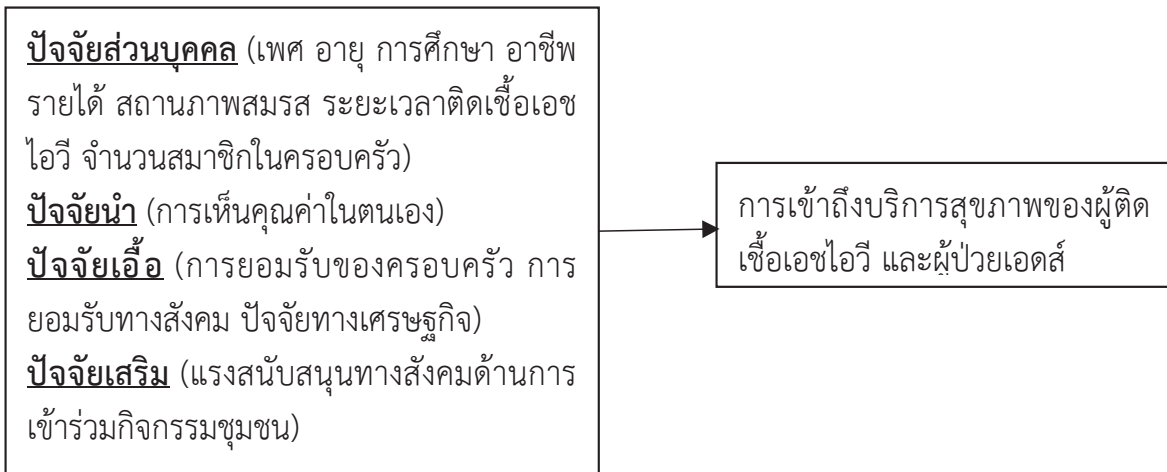 ปัจจัยส่วนบุคคล (เพศ อายุ การศึกษา อาชีพ
รายได้ สถานภาพสมรส ระยะเวลาติดเชื้อเอช
ไอวี จำนวนสมาชิกในครอบครัว)
ปัจจัยนำ (การเห็นคุณค่าในตนเอง)
ปัจจัยเอื้อ (การยอมรับของครอบครัว การ
ยอมรับทางสังคม ปัจจัยทางเศรษฐกิจ)
ปัจจัยเสริม (แรงสนับสนุนทางสังคมด้านการ
เข้าร่วมกิจกรรมชุมชน)
การเข้าถึงบริการสุขภาพของผู้ติด
เชื้อเอชไอวี และผู้ป่วยเอดส์